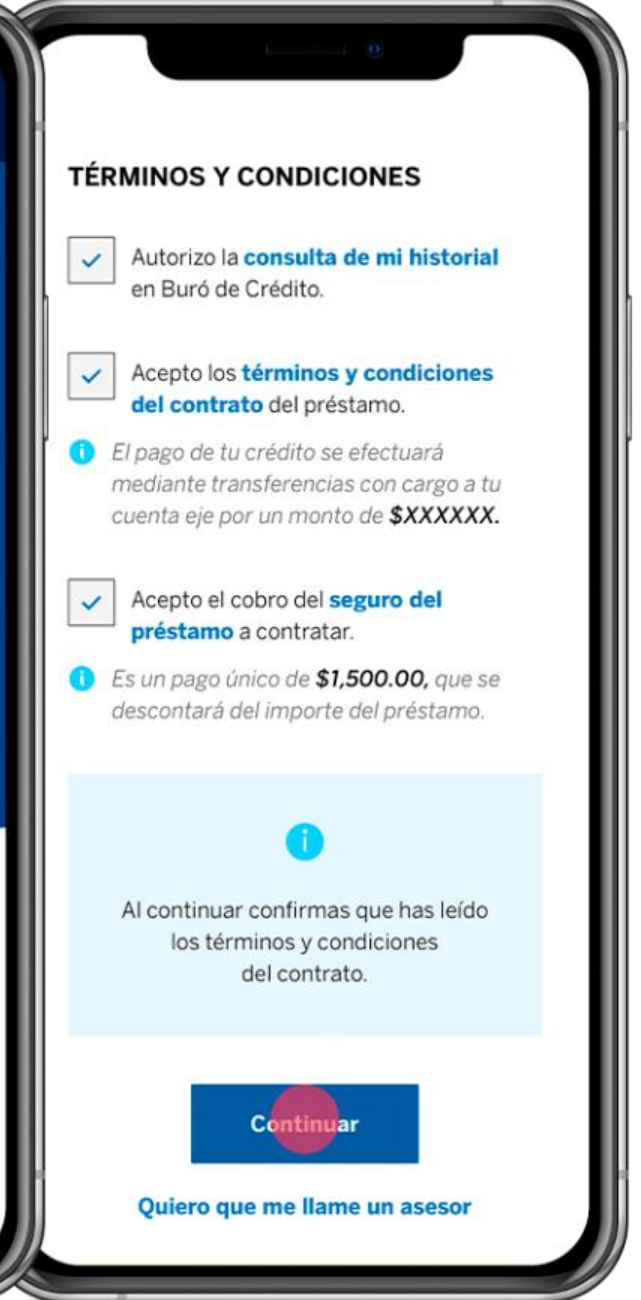 TÉRMINOS Y CONDICIONES
Autorizo la consulta de mi historial
en Buró de Crédito.
Acepto los términos y condiciones
del contrato del préstamo.
El pago de tu crédito se efectuará
mediante transferencias con cargo a tu
cuenta eje por un monto de $XXXXXX.
Acepto el cobro del seguro del
préstamo a contratar.
Es un pago único de $1,500.00, que se
descontará del importe del préstamo.
Al continuar confirmas que has leído
los términos y condiciones
del contrato.
Continuar
Quiero que me llame un asesor